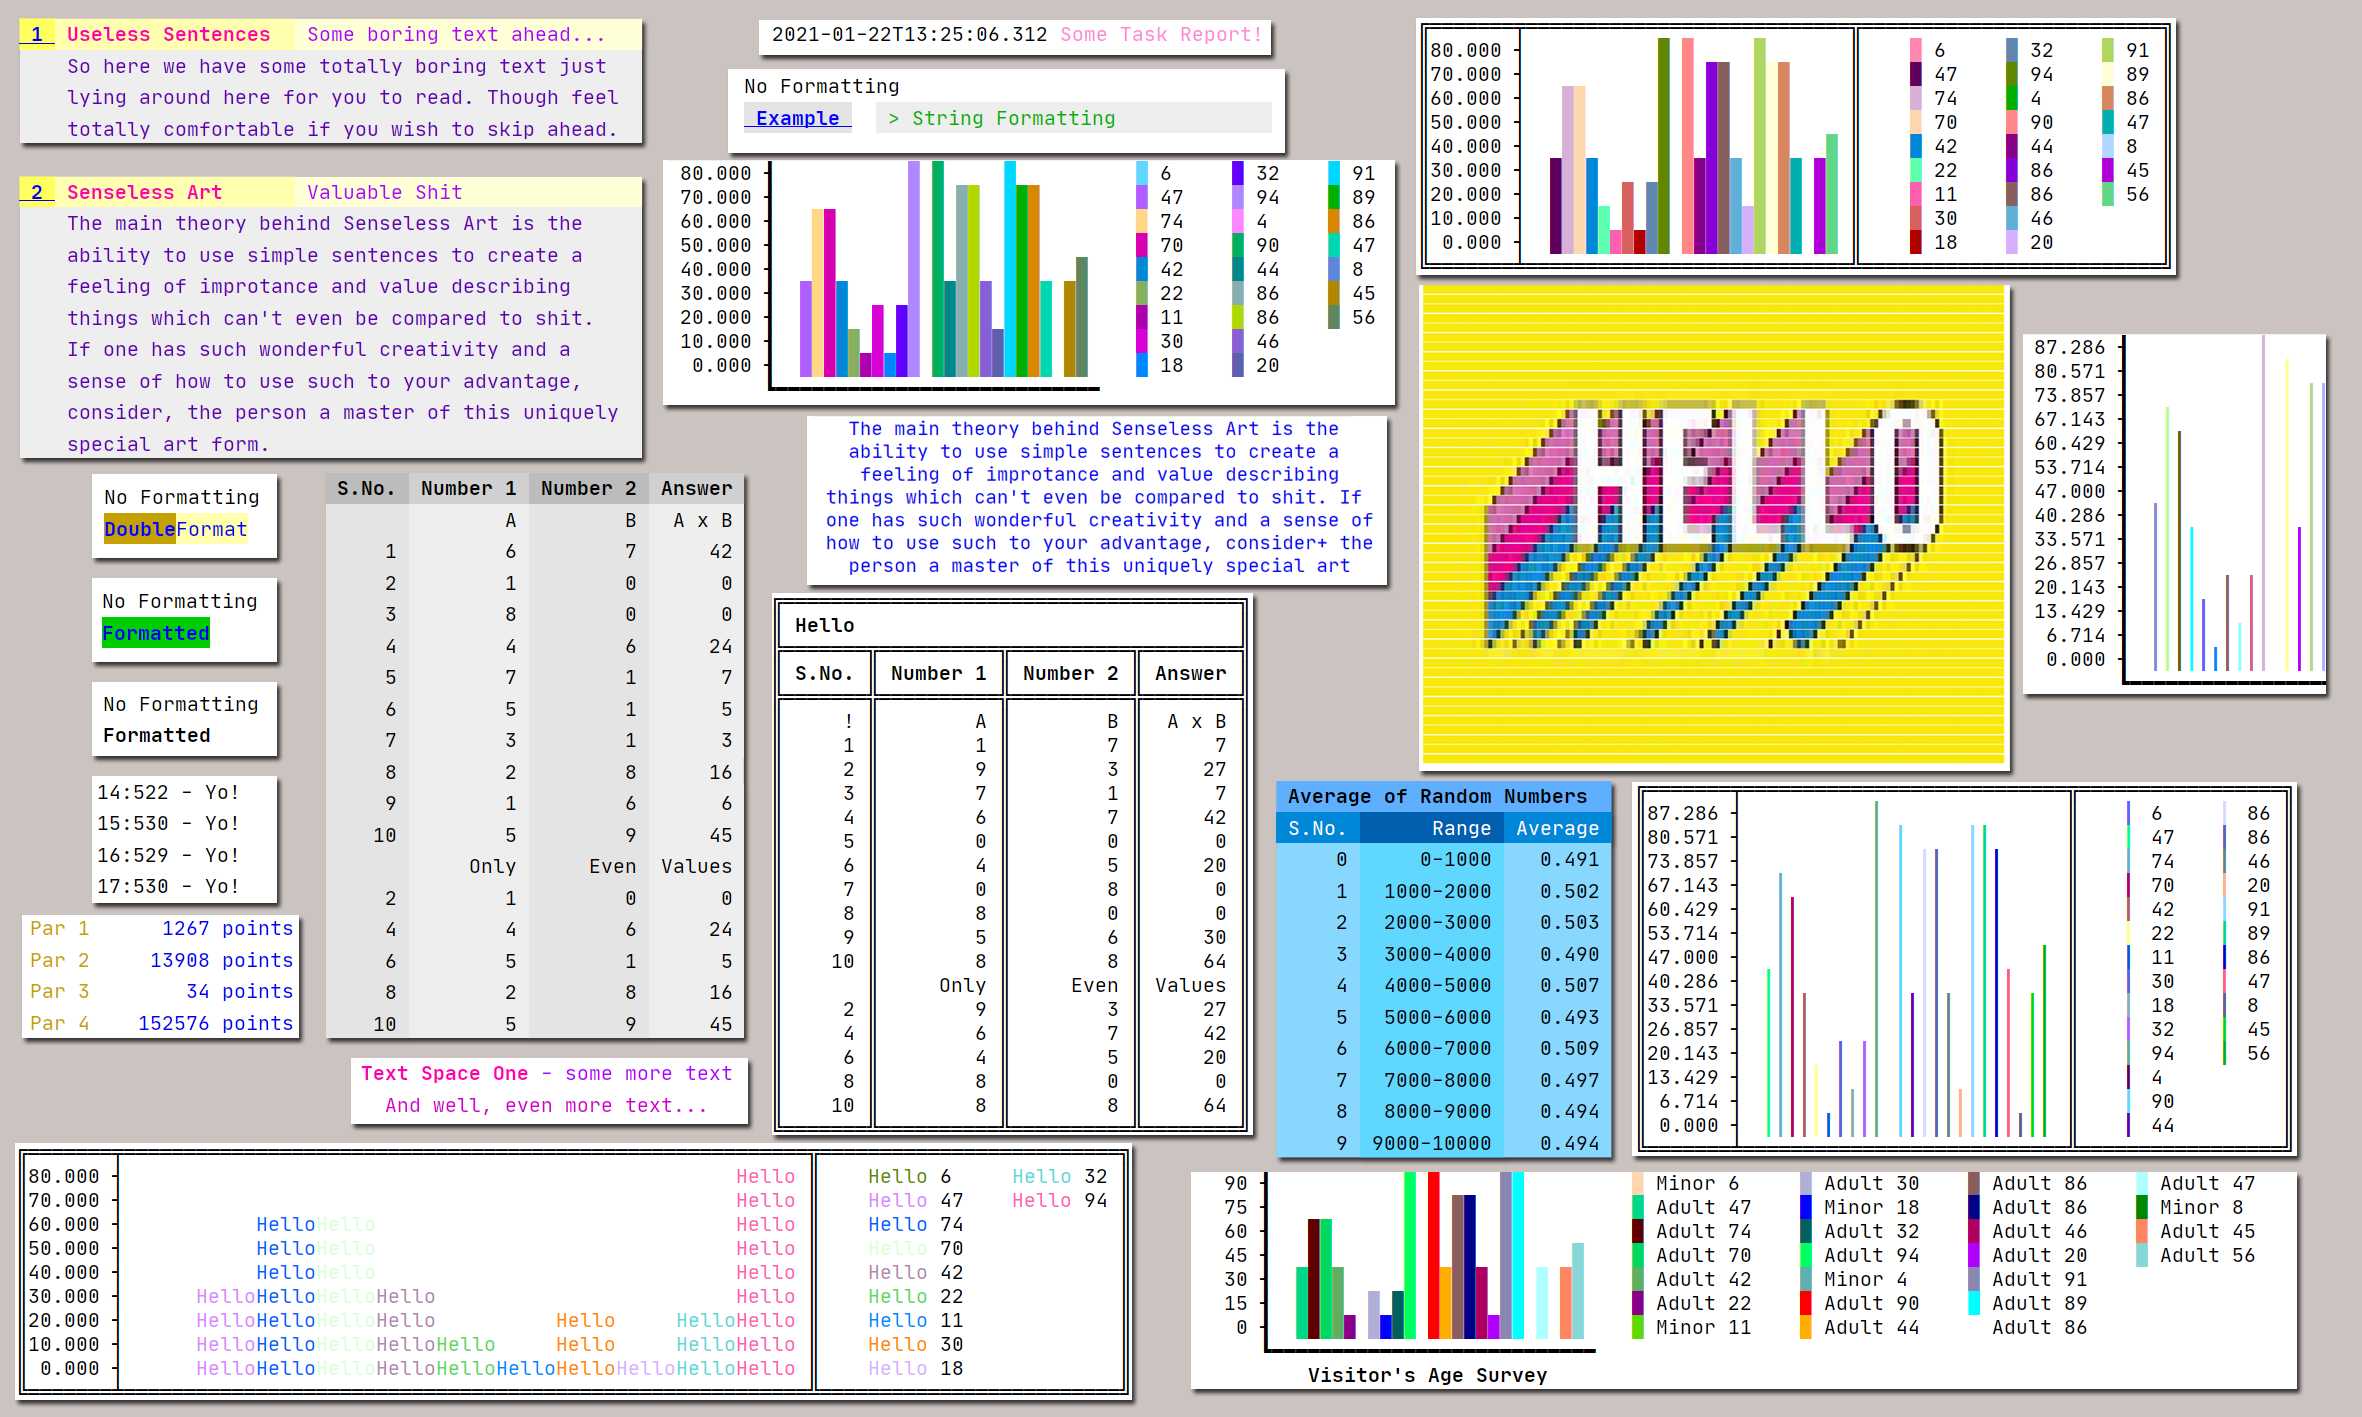 1 Useless Sentences Some boring text ahead...
So here we have some totally boring text just
lying around here for you to read. Though feel
totally comfortable if you wish to skip ahead.
2 Senseless Art Valuable Shit
The main theory behind Senseless Art is the
ability to use simple sentences to create a
feeling of improtance and value describing
things which can't even be compared to shit.
If one has such wonderful creativity and a
sense of how to use such to your advantage,
consider, the person a master of this uniquely
special art form.
2021-01-22T13:25:06.312 Some Task Report!
No Formatting
Example > String Formatting
80.000 6 32 91
70.000 47 94 89
60.000 74 4 86
50.000 70 90 47
40.000 42 44 8
30.000 22 86 45
20.000 11 86 56
10.000 30 46
0.000 18 20
80.000 6 32 91
70.000 47 94 89
60.000 74 4 86
50.000 70 90 47
40.000 42 44 8
30.000 22 86 45
20.000 11 86 56
10.000 30 46
0.000 18 20
The main theory behind Senseless Art is the
ability to use simple sentences to create a
feeling of improtance and value describing
things which can't even be compared to shit. If
one has such wonderful creativity and a sense of
how to use such to your advantage, consider+ the
person a master of this uniquely special art
HELLO
87.286
80.571
73.857
67.143
60.429
53.714
47.000
40.286
33.571
26.857
20.143
13.429
6.714
0.000
No Formatting
DoubleFormat
No Formatting
Formatted
No Formatting
Formatted
14:522 - Yo!
15:530 - Yo!
16:529 - Yo!
17:530 - Yo!
Par 1 1267 points
Par 2 13908 points
Par 3 34 points
Par 4 152576 points
S.No. Number 1 Number 2 Answer
A B A x B
1 6 7 42
2 1 0 0
3 8 0 0
4 4 6 24
5 7 1 7
6 5 1 5
7 3 1 3
8 2 8 16
9 1 6 6
10 5 9 45
Only Even Values
2 1 0 0
4 4 6 24
6 5 1 5
8 2 8 16
10 5 9 45
Text Space One - some more text
And well, even more text...
Hello
S.No. Number 1 Number 2 Answer
! A B A x B
1 1 7 7
2 9 3 27
3 7 1 7
4 6 7 42
5 0 0 0
6 4 5 20
7 0 8 0
8 8 0 0
9 5 6 30
10 8 8 64
Only Even Values
2 9 3 27
4 6 7 42
6 4 5 20
8 8 0 0
10 8 8 64
Average of Random Numbers
S.No. Range Average
0 0-1000 0.491
1 1000-2000 0.502
2 2000-3000 0.503
3 3000-4000 0.490
4 4000-5000 0.507
5 5000-6000 0.493
6 6000-7000 0.509
7 7000-8000 0.497
8 8000-9000 0.494
9 9000-10000 0.494
87.286 6 86
80.571 47 86
73.857 74 46
67.143 70 20
60.429 42 91
53.714 22 89
47.000 11 86
40.286 30 47
33.571 18 8
26.857 32 45
20.143 94 56
13.429 4
6.714 90
0.000 44
80.000 Hello Hello 6 Hello 32
70.000 Hello Hello 47 Hello 94
60.000 HelloHello Hello Hello 74
50.000 HelloHello Hello Hello 70
40.000 HelloHello Hello Hello 42
30.000 HelloHelloHelloHello Hello Hello 22
20.000 HelloHelloHelloHello Hello HelloHello Hello 11
10.000 HelloHelloHelloHelloHello Hello HelloHello Hello 30
0.000 HelloHelloHelloHelloHelloHelloHelloHelloHelloHello Hello 18
90 Minor 6 Adult 30 Adult 86 Adult 47
75 Adult 47 Minor 18 Adult 86 Minor 8
60 Adult 74 Adult 32 Adult 46 Adult 45
45 Adult 70 Adult 94 Adult 20 Adult 56
30 Adult 42 Minor 4 Adult 91
15 Adult 22 Adult 90 Adult 89
0 Minor 11 Adult 44 Adult 86
Visitor's Age Survey